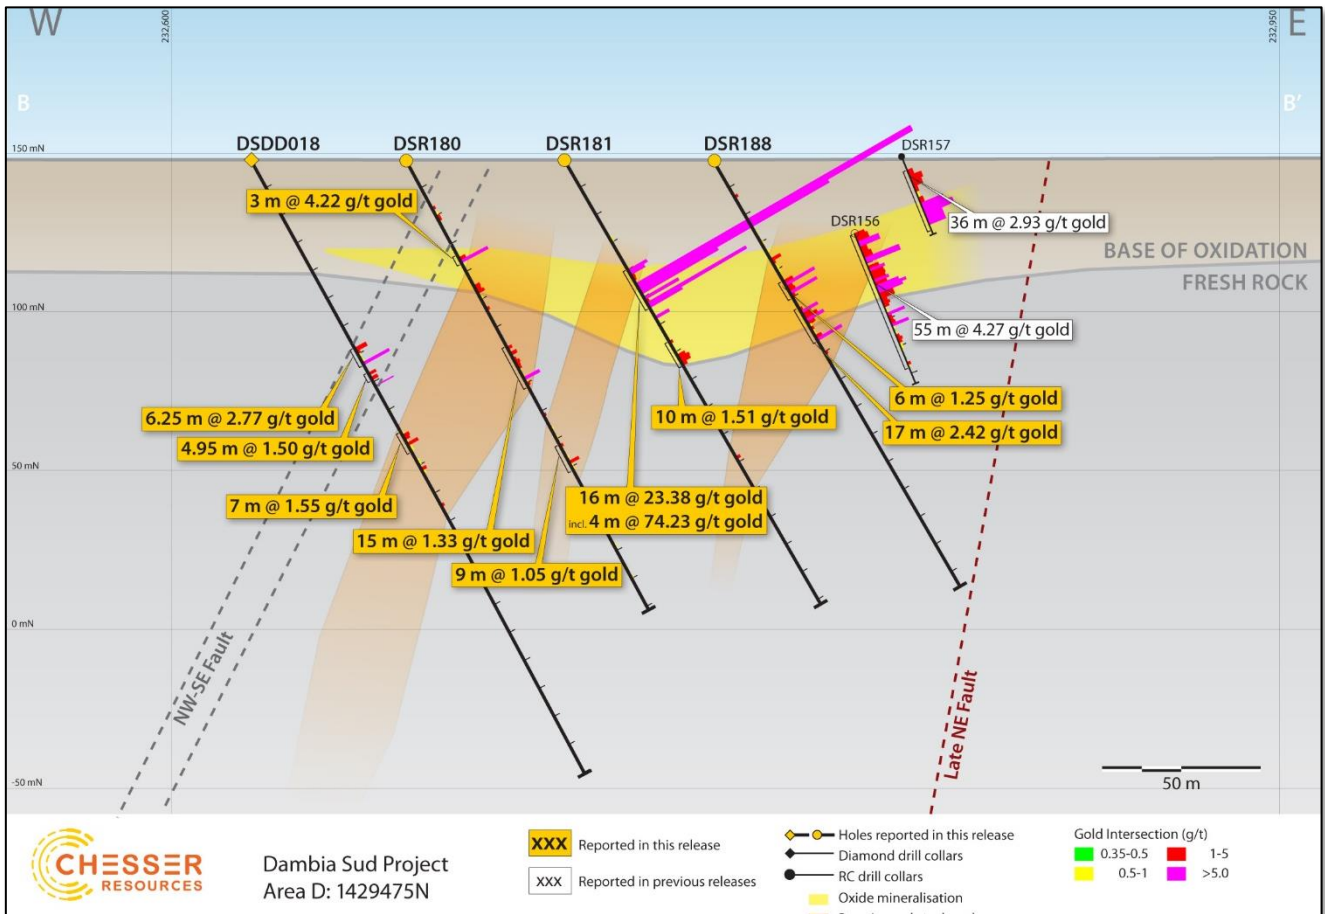 W
232,600
232,950
E
B
B'
150 mN
DSDD018
DSR180
DSR181
DSR188
DSR157
3 m @ 4.22 g/t gold
36 m @ 2.93 g/t gold
DSR156
BASE OF OXIDATION
FRESH ROCK
100 mN
55 m @ 4.27 g/t gold
6 m @ 1.25 g/t gold
6.25 m @ 2.77 g/t gold
10 m @ 1.51 g/t gold
17 m @ 2.42 g/t gold
4.95 m @ 1.50 g/t gold
50 mN
7 m @ 1.55 g/t gold
16 m @ 23.38 g/t gold
incl. 4 m @ 74.23 g/t gold
15 m @ 1.33 g/t gold
9 m @ 1.05 g/t gold
0 mN
NW-SE Fault
Late NE Fault
-50 mN
50 m
CHESSER
RESOURCES
Dambia Sud Project
Area D: 1429475N
XXX Reported in this release
XXX Reported in previous releases
Holes reported in this release
Diamond drill collars
RC drill collars
Oxide mineralisation
Gold Intersection (g/t)
0.35-0.5 1-5
0.5-1 >5.0